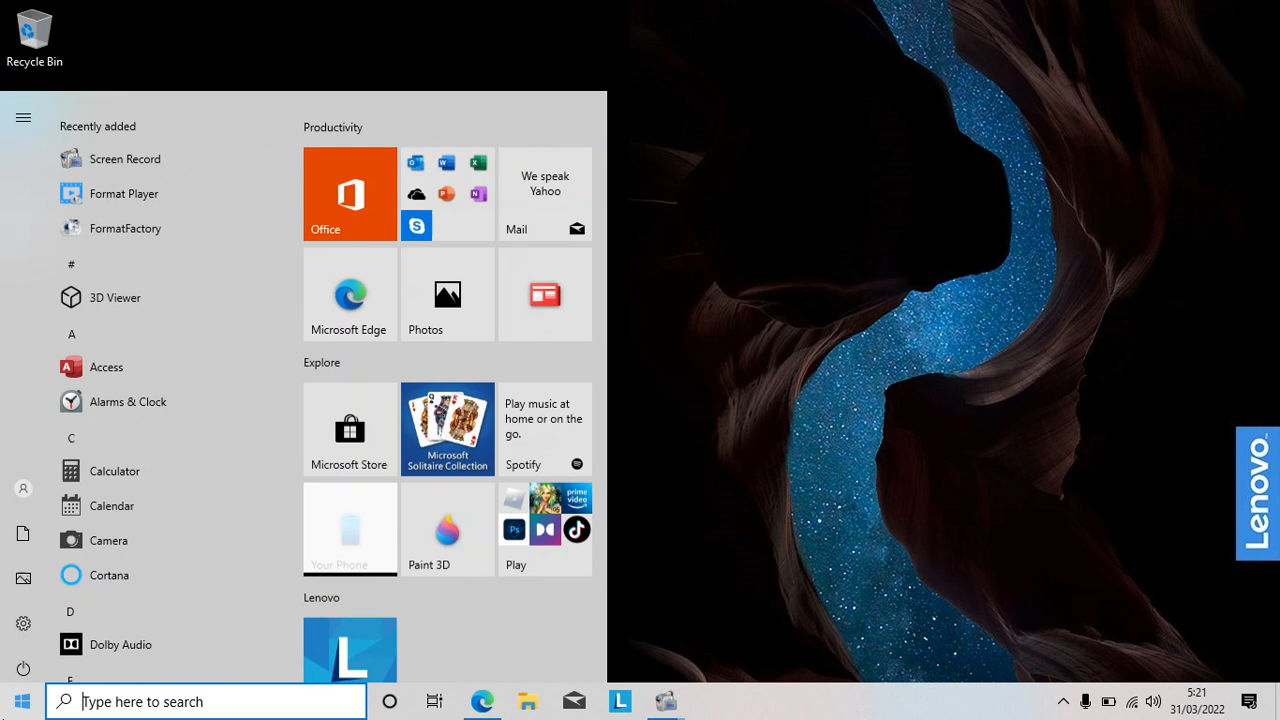 Recycle Bin
Recently added
Screen Record
Format Player
FormatFactory
#
3D Viewer
A
Access
Alarms & Clock
C
Calculator
Calendar
Camera
Cortana
D
Dolby Audio
Productivity
Office
We speak
Yahoo
Mail
Microsoft Edge
Photos
Explore
Microsoft Store
Microsoft
Solitaire Collection
Play music at
home or on the
go.
Spotify
Your Phone
Paint 3D
prime
video
Ps
Play
Lenovo
L
Lenovo
Type here to search
L
5:21
31/03/2022